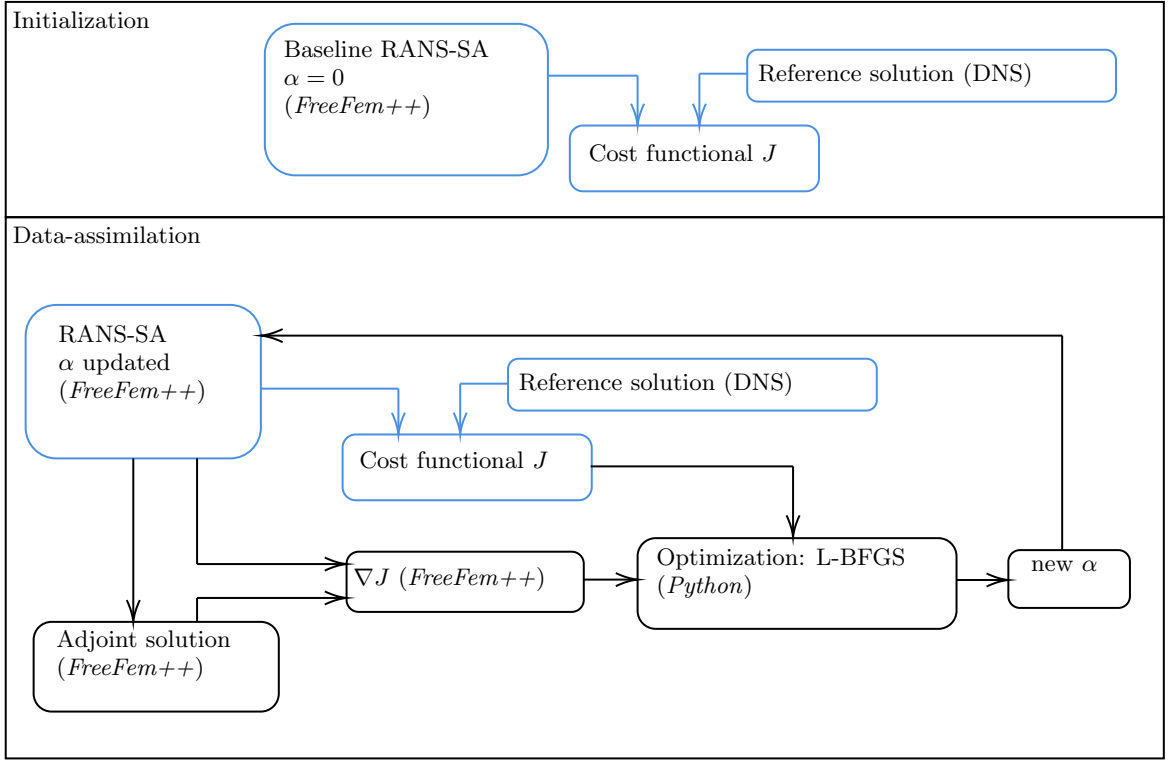 Initialization
Baseline RANS-SA
α = 0
(FreeFem++)
Reference solution (DNS)
Cost functional J
Data-assimilation
RANS-SA
α updated
(FreeFem++)
Reference solution (DNS)
Cost functional J
∇J (FreeFem++)
Optimization: L-BFGS
(Python)
new α
Adjoint solution
(FreeFem++)